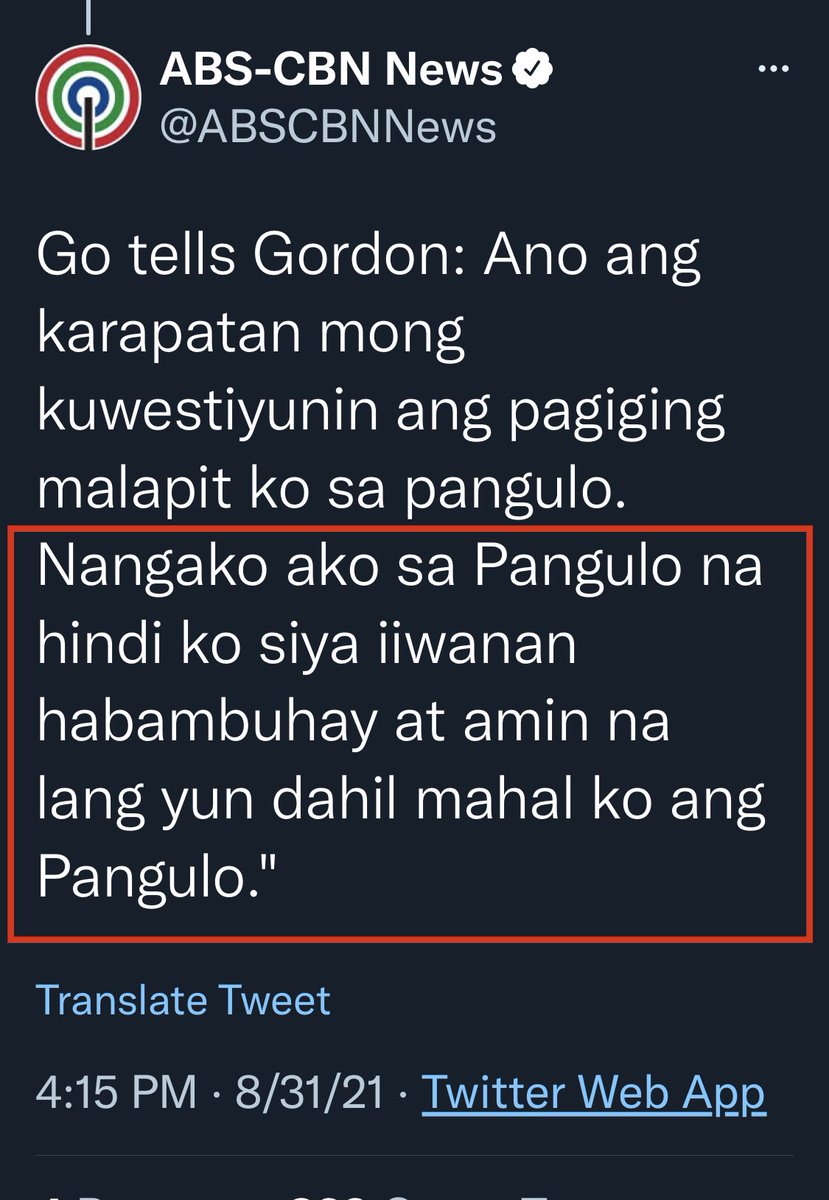 ABS-CBN News
@ABSCBNNews
Go tells Gordon: Ano ang
karapatan mong
kuwestiyunin ang pagiging
malapit ko sa pangulo.
Nangako ako sa Pangulo na
hindi ko siya iiwanan
habambuhay at amin na
lang yun dahil mahal ko ang
Pangulo."
Translate Tweet
4:15 PM · 8/31/21 · Twitter Web App